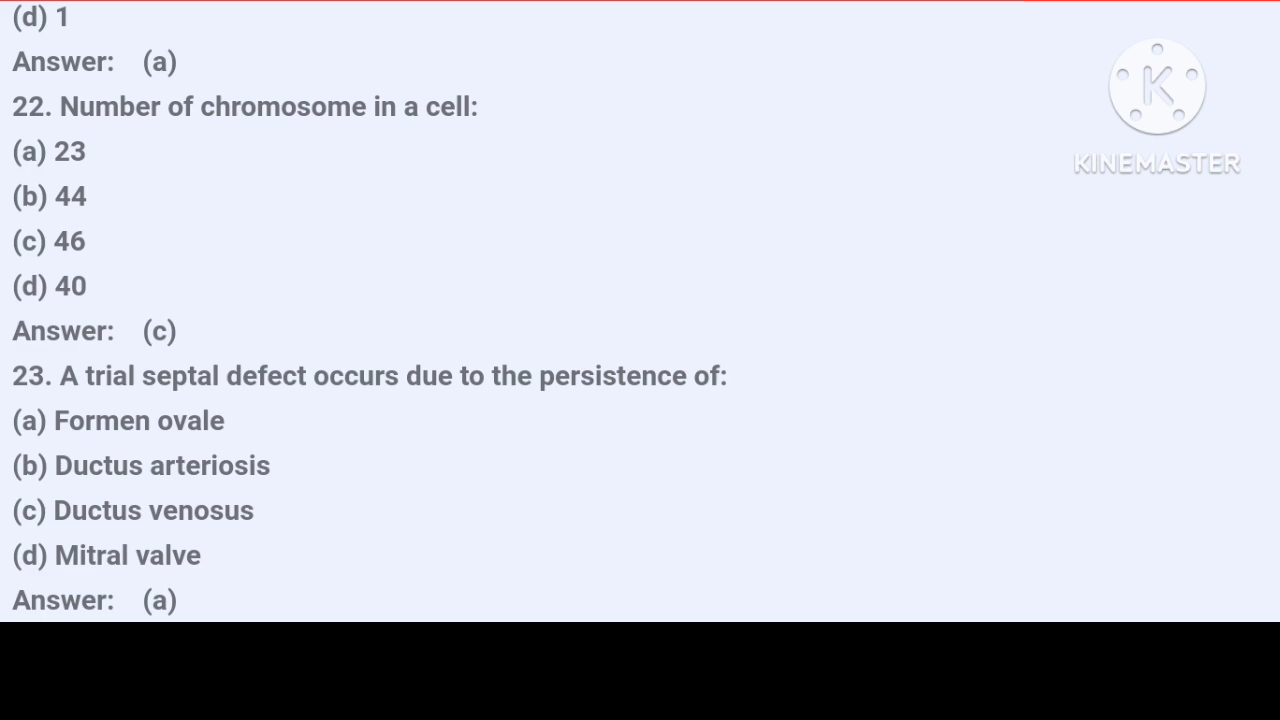 (d) 1
Answer: (a)
22. Number of chromosome in a cell:
(a) 23
(b) 44
(c) 46
(d) 40
Answer: (c)
23. A trial septal defect occurs due to the persistence of:
(a) Formen ovale
(b) Ductus arteriosis
(c) Ductus venosus
(d) Mitral valve
Answer: (a)
K
KINEMASTER